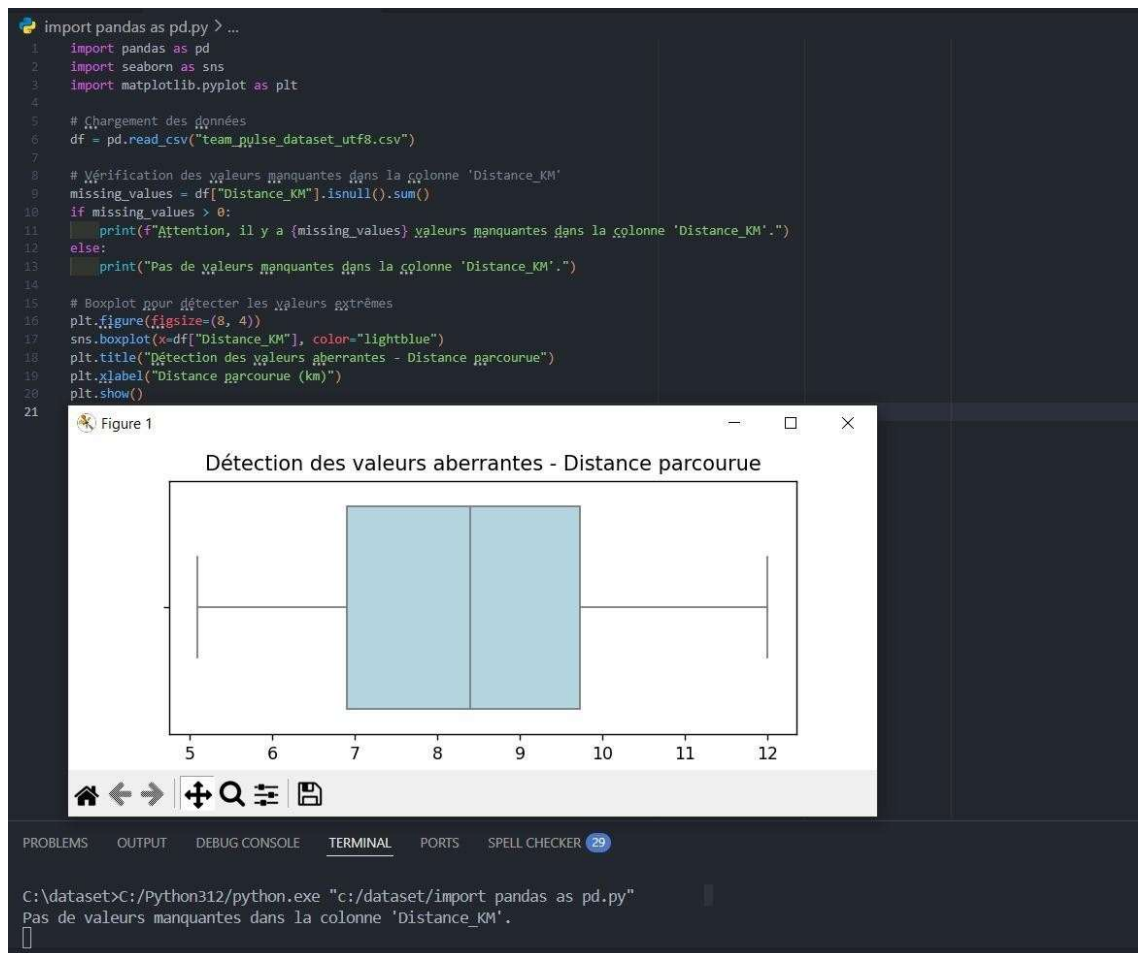 import pandas as pd.py > ...
1 import pandas as pd
2 import seaborn as sns
3 import matplotlib.pyplot as plt
4
5 # Chargement des données
6 df = pd.read_csv("team_pulse_dataset_utf8.csv")
7
8 # Vérification des valeurs manquantes dans la colonne 'Distance_KM'
9 missing_values = df["Distance_KM"].isnull().sum()
10 if missing_values > 0:
11     print(f"Attention, il y a {missing_values} valeurs manquantes dans la colonne 'Distance_KM'.")
12 else:
13     print("Pas de valeurs manquantes dans la colonne 'Distance_KM'.")
14
15 # Boxplot pour détecter les valeurs extrêmes
16 plt.figure(figsize=(8, 4))
17 sns.boxplot(x=df["Distance_KM"], color="lightblue")
18 plt.title("Détection des valeurs aberrantes - Distance parcourue")
19 plt.xlabel("Distance parcourue (km)")
20 plt.show()
21
Figure 1
Détection des valeurs aberrantes - Distance parcourue
5 6 7 8 9 10 11 12
PROBLEMS OUTPUT DEBUG CONSOLE TERMINAL PORTS SPELL CHECKER 29
C:\dataset>C:/Python312/python.exe "c:/dataset/import pandas as pd.py"
Pas de valeurs manquantes dans la colonne 'Distance_KM'.